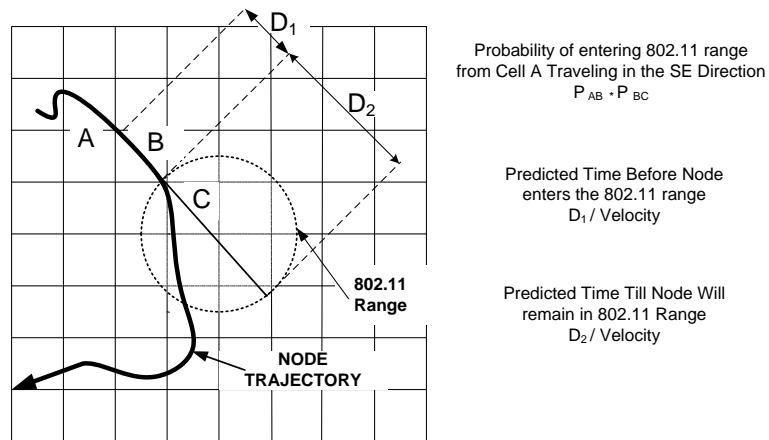 D1
D2
A
B
C
802.11
Range
NODE
TRAJECTORY
Probability of entering 802.11 range
from Cell A Traveling in the SE Direction
P AB * P BC
Predicted Time Before Node
enters the 802.11 range
D1 / Velocity
Predicted Time Till Node Will
remain in 802.11 Range
D2 / Velocity